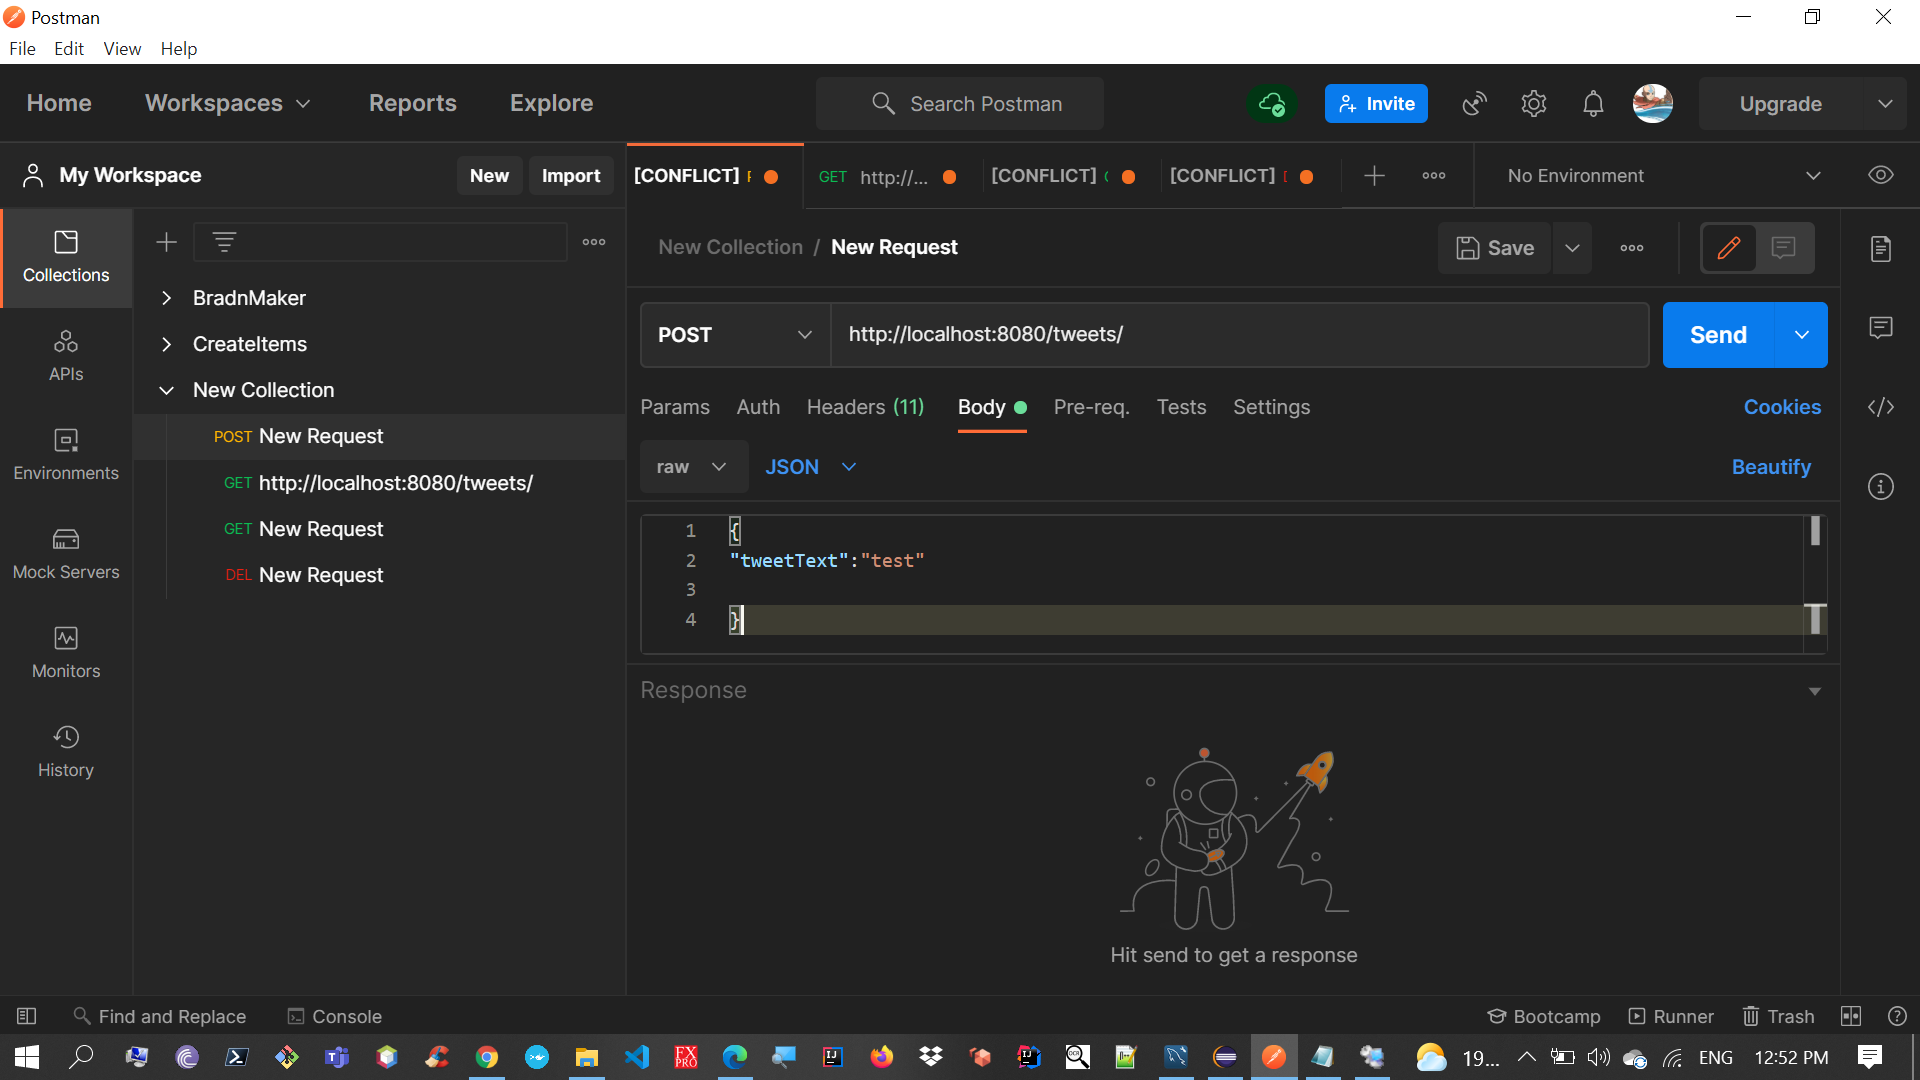 Postman
File Edit View Help
Home Workspaces Reports Explore Search Postman Invite Upgrade
My Workspace New Import
[CONFLICT] GET http://... [CONFLICT] [CONFLICT] No Environment
New Collection / New Request Save
Collections
BradnMaker
CreateItems
New Collection
POST New Request
GET http://localhost:8080/tweets/
GET New Request
DEL New Request
APIs
Environments
Mock Servers
Monitors
History
POST http://localhost:8080/tweets/ Send
Params Auth Headers (11) Body Pre-req. Tests Settings Cookies
raw JSON Beautify
1 {
2 "tweetText":"test"
3
4 }
Response
Hit send to get a response
Find and Replace Console Bootcamp Runner Trash
19... ENG 12:52 PM